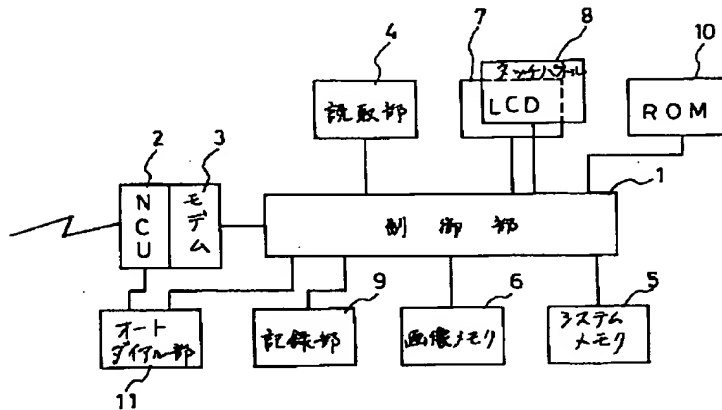 4
7
8
10
読取部
タッチパネル
LCD
ROM
2
3
1
NCU
モデム
制御部
9
6
5
オート
ダイアル部
記録部
画像メモリ
システム
メモリ
11